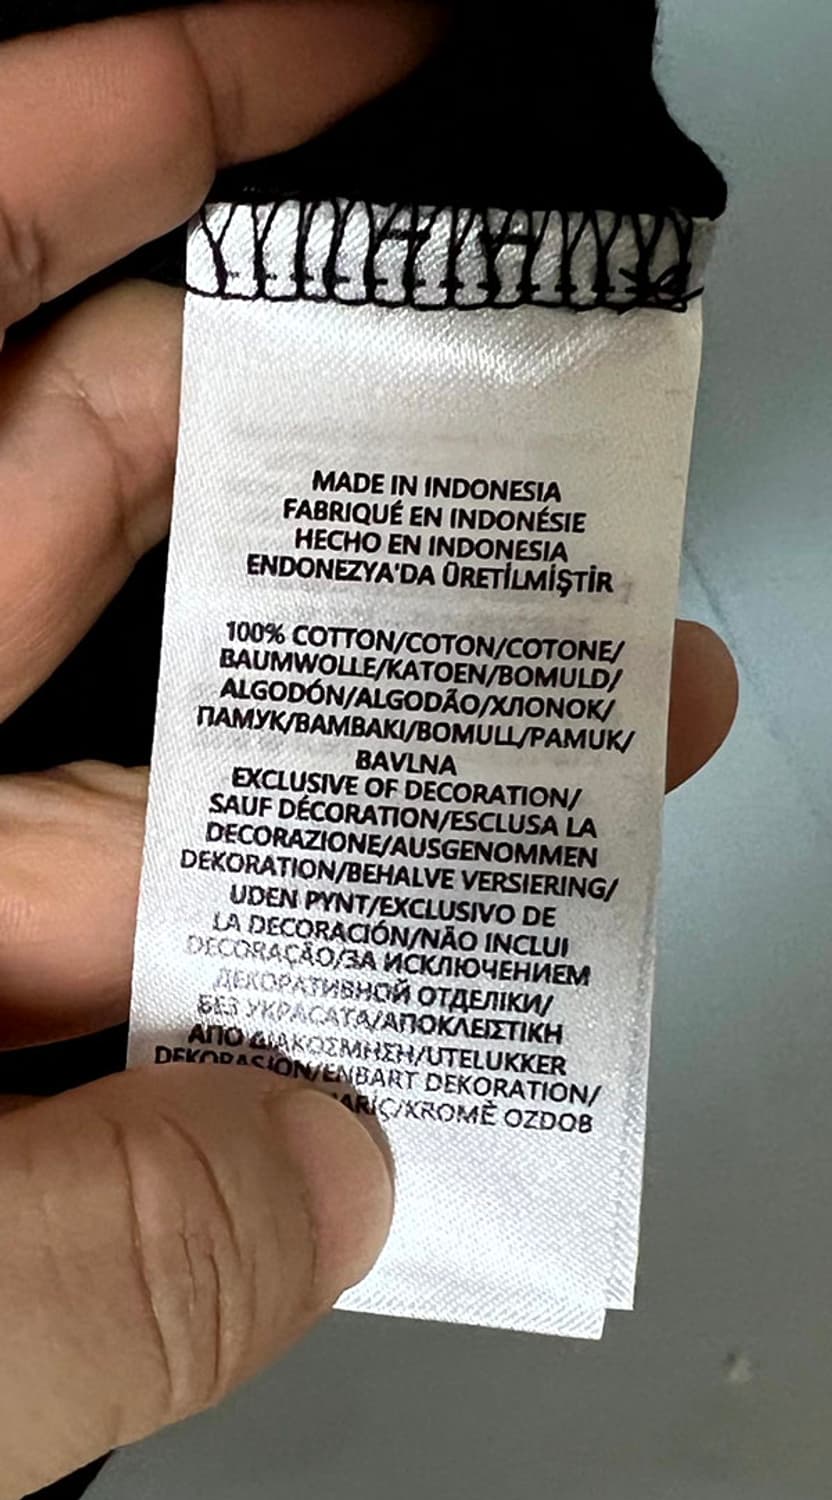 MADE IN INDONESIA
FABRIQUÉ EN INDONÉSIE
HECHO EN INDONESIA
ENDONEZYA'DA ÜRETİLMİŞTİR
100% COTTON/COTON/COTONE/
BAUMWOLLE/KATOEN/BOMULD/
ALGODÓN/ALGODÃO/ХЛОПОК/
ПАМУК/BAMBAKI/BOMULL/PAMUK/
BAVLNA
EXCLUSIVE OF DECORATION/
SAUF DÉCORATION/ESCLUSA LA
DECORAZIONE/AUSGENOMMEN
DEKORATION/BEHALVE VERSIERING/
UDEN PYNT/EXCLUSIVO DE
LA DECORACIÓN/NÃO INCLUI
DECORAÇÃO/ЗА ИСКЛЮЧЕНИЕМ
ДЕКОРАТИВНОЙ ОТДЕЛІКИ/
БЕЗ УКРАСАТА/ΑΠΟΚΛΕΙΣΤΙΚΗ
ΑΠΟ ΔΙΑΚΟΣΜΗΣΗ/UTELUKKER
DEKORASJON/ENBART DEKORATION/
KROMĚ OZDOB